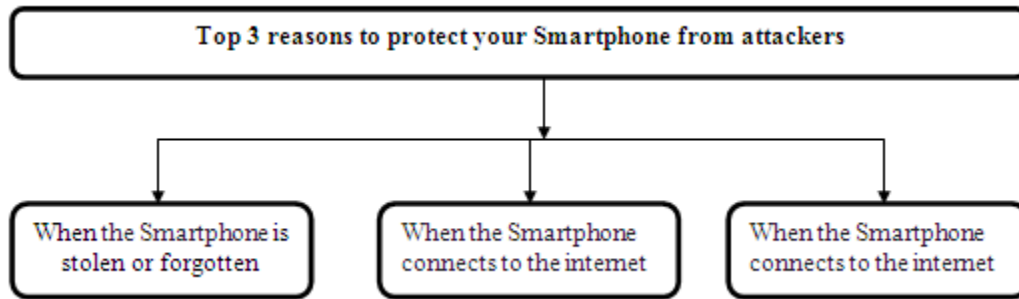 Top 3 reasons to protect your Smartphone from attackers
When the Smartphone is
stolen or forgotten
When the Smartphone
connects to the internet
When the Smartphone
connects to the internet